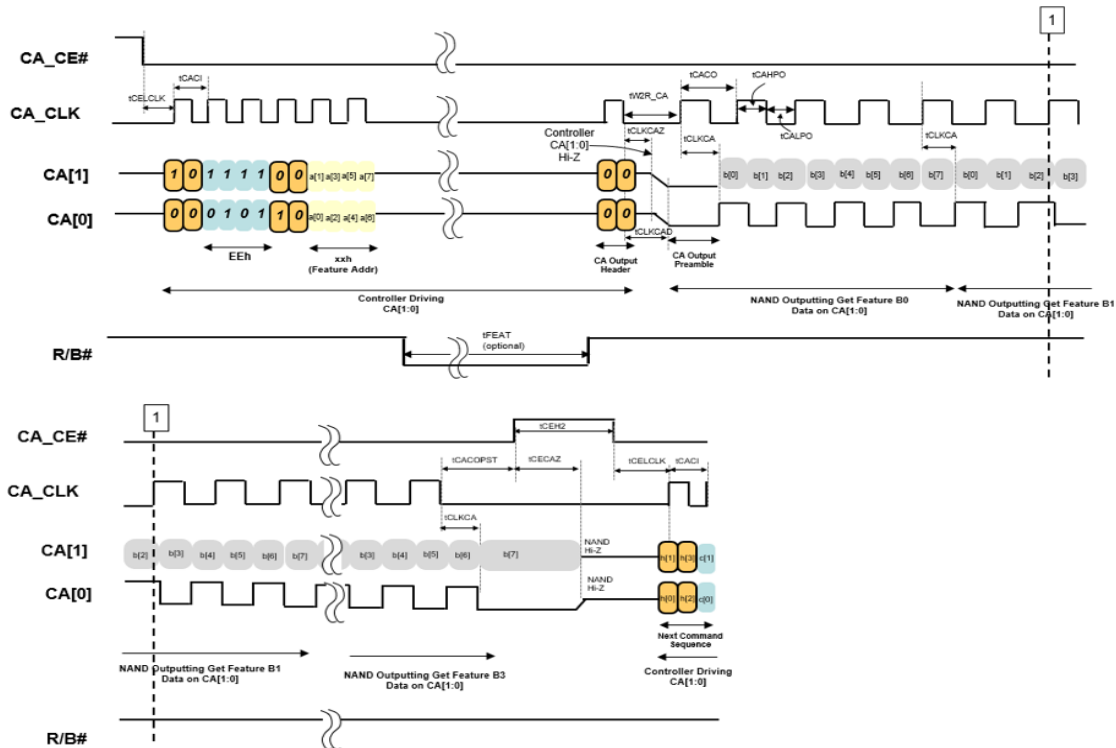 1
CA_CE#
tCELCLK
tCACI
tCACO
tCAHPO
tW2R_CA
CA_CLK
tCLKCAZ
tCALPO
Controller
CA[1:0]
Hi-Z
tCLKCA
tCLKCA
CA[1]
1 0 1 1 1 1 0 0 a[1] a[3] a[5] a[7]
0 0
b[0] b[1] b[2] b[3] b[4] b[5] b[6] b[7] b[0] b[1] b[2] b[3]
CA[0]
0 0 0 1 0 1 1 0 a[0] a[2] a[4] a[6]
0 0
tCLKCAD
EEh
xxh
(Feature Addr)
CA Output
Header
CA Output
Preamble
Controller Driving
CA[1:0]
NAND Outputting Get Feature B0
Data on CA[1:0]
NAND Outputting Get Feature B1
Data on CA[1:0]
R/B#
tFEAT
(optional)
1
CA_CE#
tCEH2
tCACOPST
tCECAZ
tCELCLK
tCACI
CA_CLK
tCLKCA
CA[1]
b[2] b[3] b[4] b[5] b[6] b[7]
b[3] b[4] b[5] b[6] b[7]
NAND
Hi-Z
h[1] h[3] c[1]
CA[0]
NAND
Hi-Z
h[0] h[2] c[0]
Next Command
Sequence
NAND Outputting Get Feature B1
Data on CA[1:0]
NAND Outputting Get Feature B3
Data on CA[1:0]
Controller Driving
CA[1:0]
R/B#